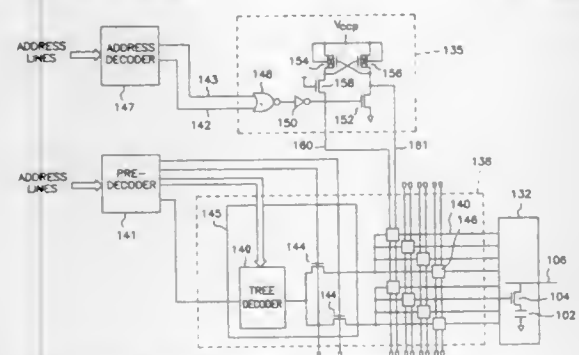 ADDRESS
LINES
ADDRESS
DECODER
147
143
142
148
150
Vccp
154
156
158
152
135
160
161
ADDRESS
LINES
PRE-
DECODER
141
138
145
149
144
TREE
DECODER
144
140
146
132
106
104
102